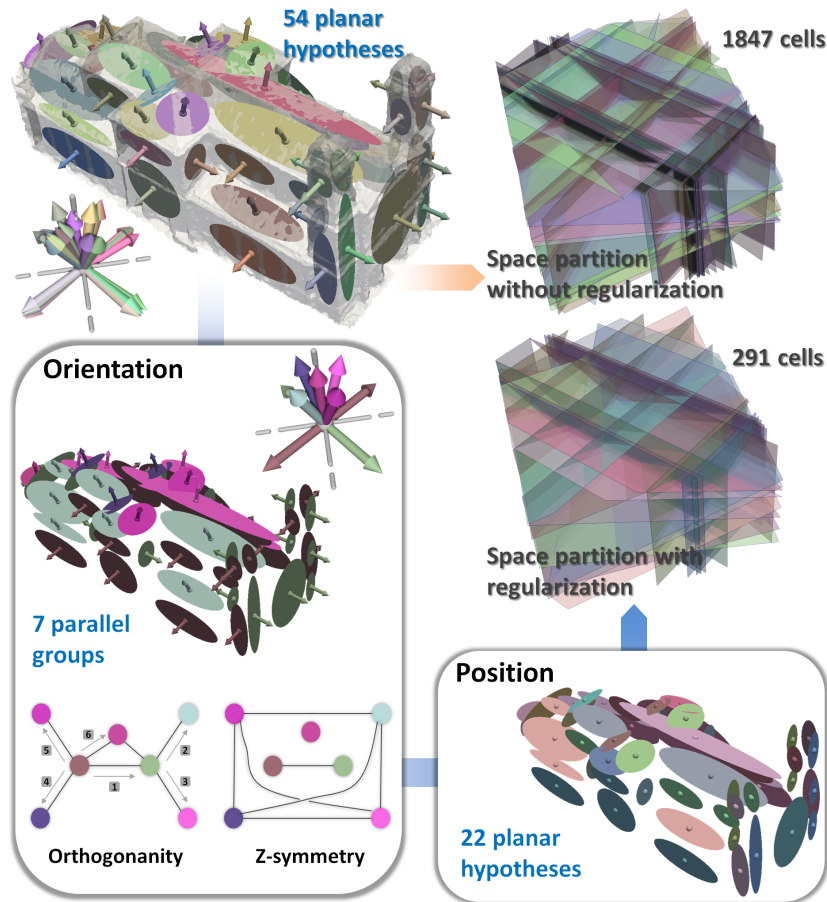 54 planar
hypotheses
1847 cells
Space partition
without regularization
Orientation
291 cells
Space partition with
regularization
7 parallel
groups
Position
5
6
2
4
1
3
Orthogonanity
Z-symmetry
22 planar
hypotheses